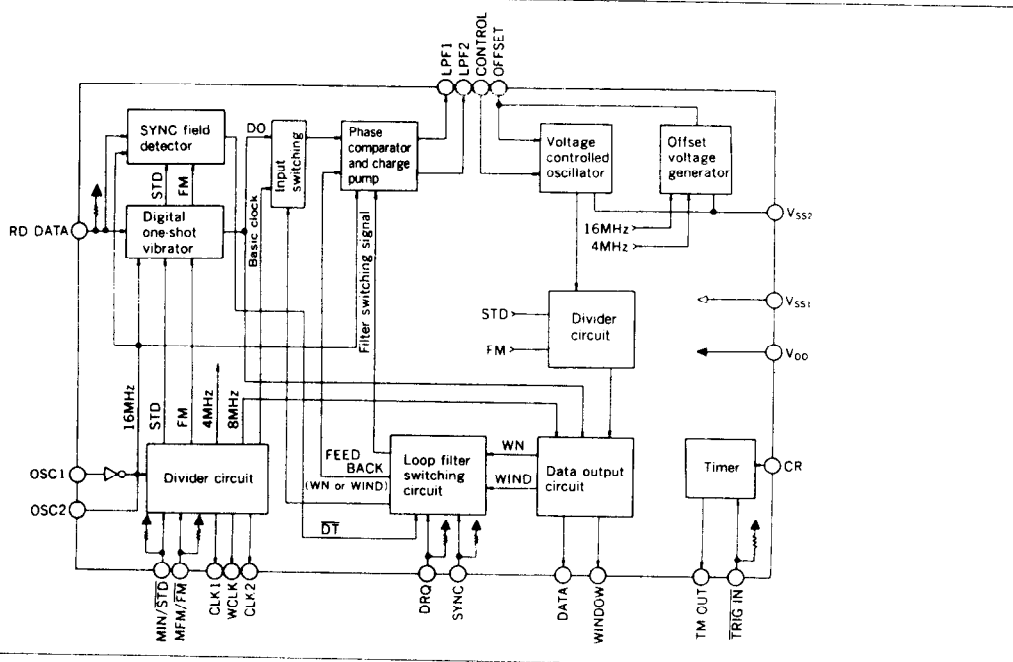 LPF1
LPF2
CONTROL
OFFSET
SYNC field
detector
DO
Input
switching
Phase
comparator
and charge
pump
Voltage
controlled
oscillator
Offset
voltage
generator
STD
FM
RD DATA
Digital
one-shot
vibrator
Basic clock
Filter switching signal
16MHz
4MHz
VSS2
VSS1
STD
FM
Divider
circuit
VDD
16MHz
STD
FM
4MHz
8MHz
OSC1
OSC2
Divider circuit
FEED
BACK
(WN or WIND)
Loop filter
switching
circuit
WN
WIND
Data output
circuit
Timer
CR
DT
MIN/STD
MFM/FM
CLK1
WCLK
CLK2
DRQ
SYNC
DATA
WINDOW
TM OUT
TRIG IN